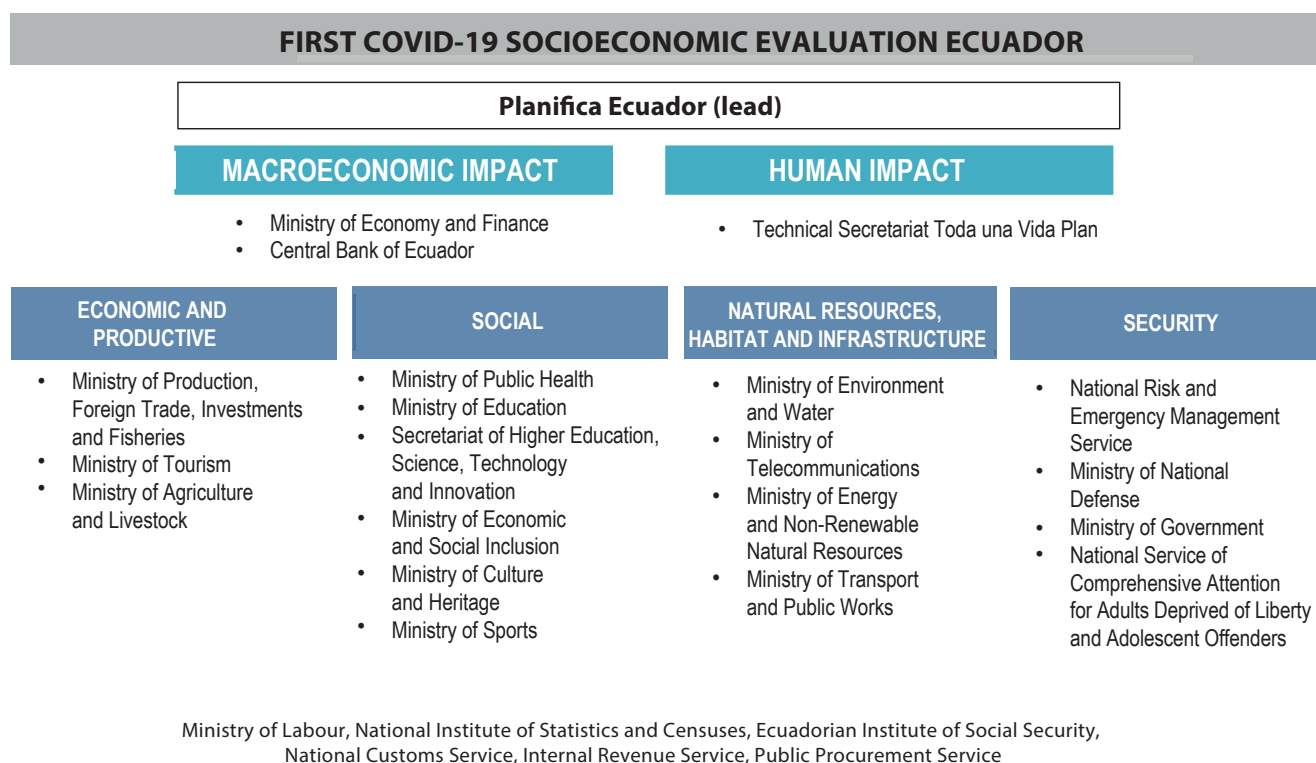 FIRST COVID-19 SOCIOECONOMIC EVALUATION ECUADOR
Planifica Ecuador (lead)
MACROECONOMIC IMPACT
• Ministry of Economy and Finance
• Central Bank of Ecuador
HUMAN IMPACT
• Technical Secretariat Toda una Vida Plan
ECONOMIC AND
PRODUCTIVE
• Ministry of Production,
Foreign Trade, Investments
and Fisheries
• Ministry of Tourism
• Ministry of Agriculture
and Livestock
SOCIAL
• Ministry of Public Health
• Ministry of Education
• Secretariat of Higher Education,
Science, Technology
and Innovation
• Ministry of Economic
and Social Inclusion
• Ministry of Culture
and Heritage
• Ministry of Sports
NATURAL RESOURCES,
HABITAT AND INFRASTRUCTURE
• Ministry of Environment
and Water
• Ministry of
Telecommunications
• Ministry of Energy
and Non-Renewable
Natural Resources
• Ministry of Transport
and Public Works
SECURITY
• National Risk and
Emergency Management
Service
• Ministry of National
Defense
• Ministry of Government
• National Service of
Comprehensive Attention
for Adults Deprived of Liberty
and Adolescent Offenders
Ministry of Labour, National Institute of Statistics and Censuses, Ecuadorian Institute of Social Security,
National Customs Service, Internal Revenue Service, Public Procurement Service